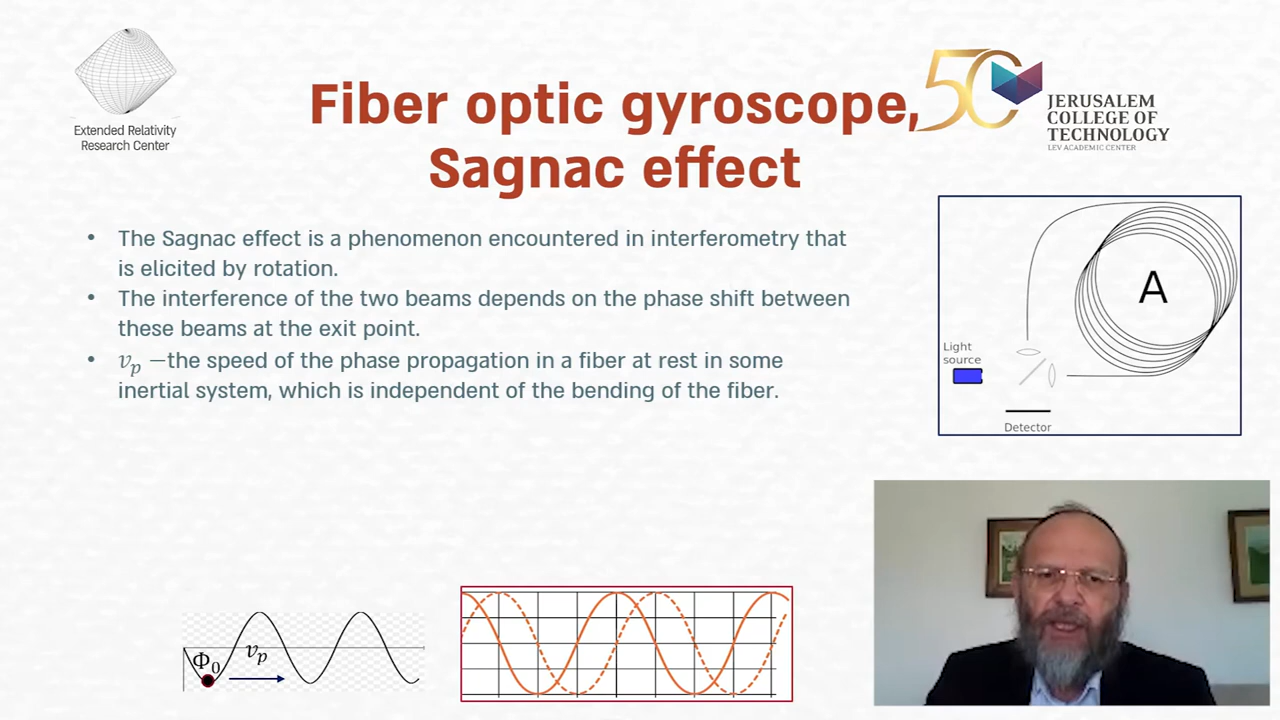 Extended Relativity
Research Center
Fiber optic gyroscope,
Sagnac effect
50
JERUSALEM
COLLEGE OF
TECHNOLOGY
LEV ACADEMIC CENTER
• The Sagnac effect is a phenomenon encountered in interferometry that
is elicited by rotation.
• The interference of the two beams depends on the phase shift between
these beams at the exit point.
• 𝑣ₚ —the speed of the phase propagation in a fiber at rest in some
inertial system, which is independent of the bending of the fiber.
A
Light
source
Detector
Φ₀
𝑣ₚ